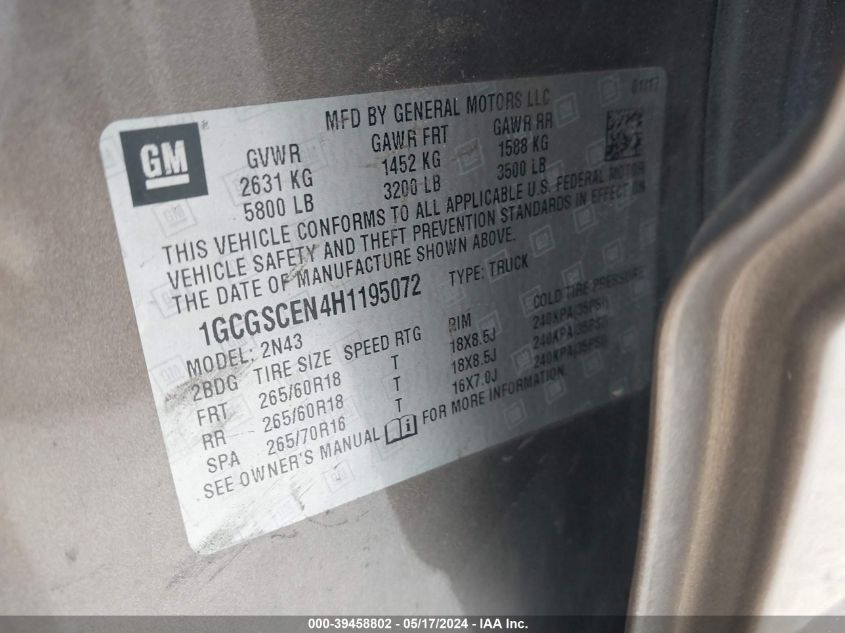 MFD BY GENERAL MOTORS LLC 01/17
GM
GVWR GAWR FRT GAWR RR
2631 KG 1452 KG 1588 KG
5800 LB 3200 LB 3500 LB
THIS VEHICLE CONFORMS TO ALL APPLICABLE U.S. FEDERAL MOTOR
VEHICLE SAFETY AND THEFT PREVENTION STANDARDS IN EFFECT ON
THE DATE OF MANUFACTURE SHOWN ABOVE.
1GCGSCEN4H1195072 TYPE: TRUCK
MODEL: 2N43
2BDG TIRE SIZE SPEED RTG RIM COLD TIRE PRESSURE
FRT 265/60R18 T 18X8.5J 240KPA(35PSI)
RR 265/60R18 T 18X8.5J 240KPA(35PSI)
SPA 265/70R16 T 16X7.0J 240KPA(35PSI)
SEE OWNER'S MANUAL FOR MORE INFORMATION.
000-39458802 - 05/17/2024 - IAA Inc.